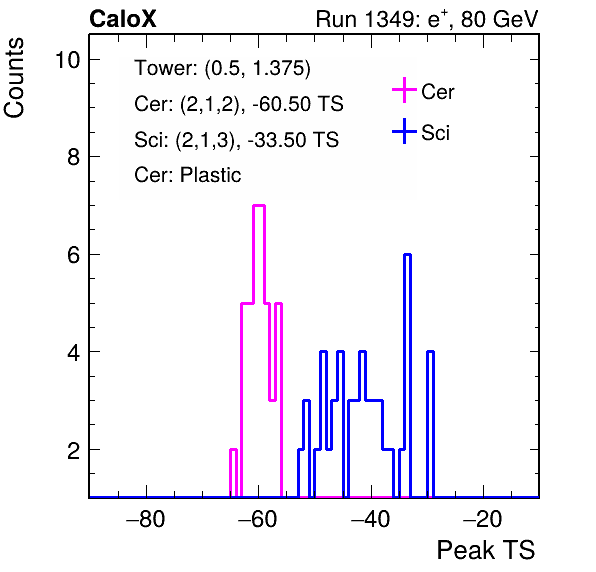 CaloX Run 1349: e+, 80 GeV
Counts
Tower: (0.5, 1.375)
Cer: (2,1,2), -60.50 TS
Sci: (2,1,3), -33.50 TS
Cer: Plastic
Cer
Sci
10
8
6
4
2
−80 −60 −40 −20
Peak TS